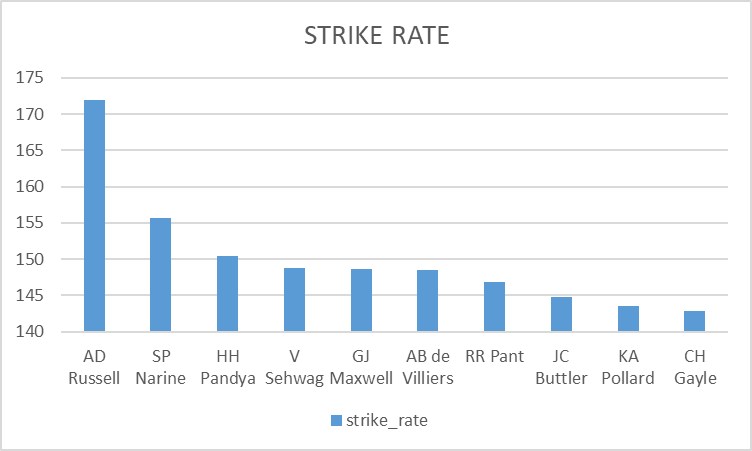 STRIKE RATE
175
170
165
160
155
150
145
140
AD Russell
SP Narine
HH Pandya
V Sehwag
GJ Maxwell
AB de Villiers
RR Pant
JC Buttler
KA Pollard
CH Gayle
strike_rate